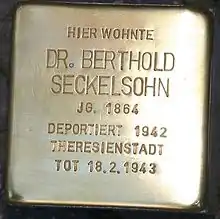 HIER WOHNTE
DR. BERTHOLD
SECKELSOHN
JG. 1864
DEPORTIERT 1942
THERESIENSTADT
TOT 18.2.1943